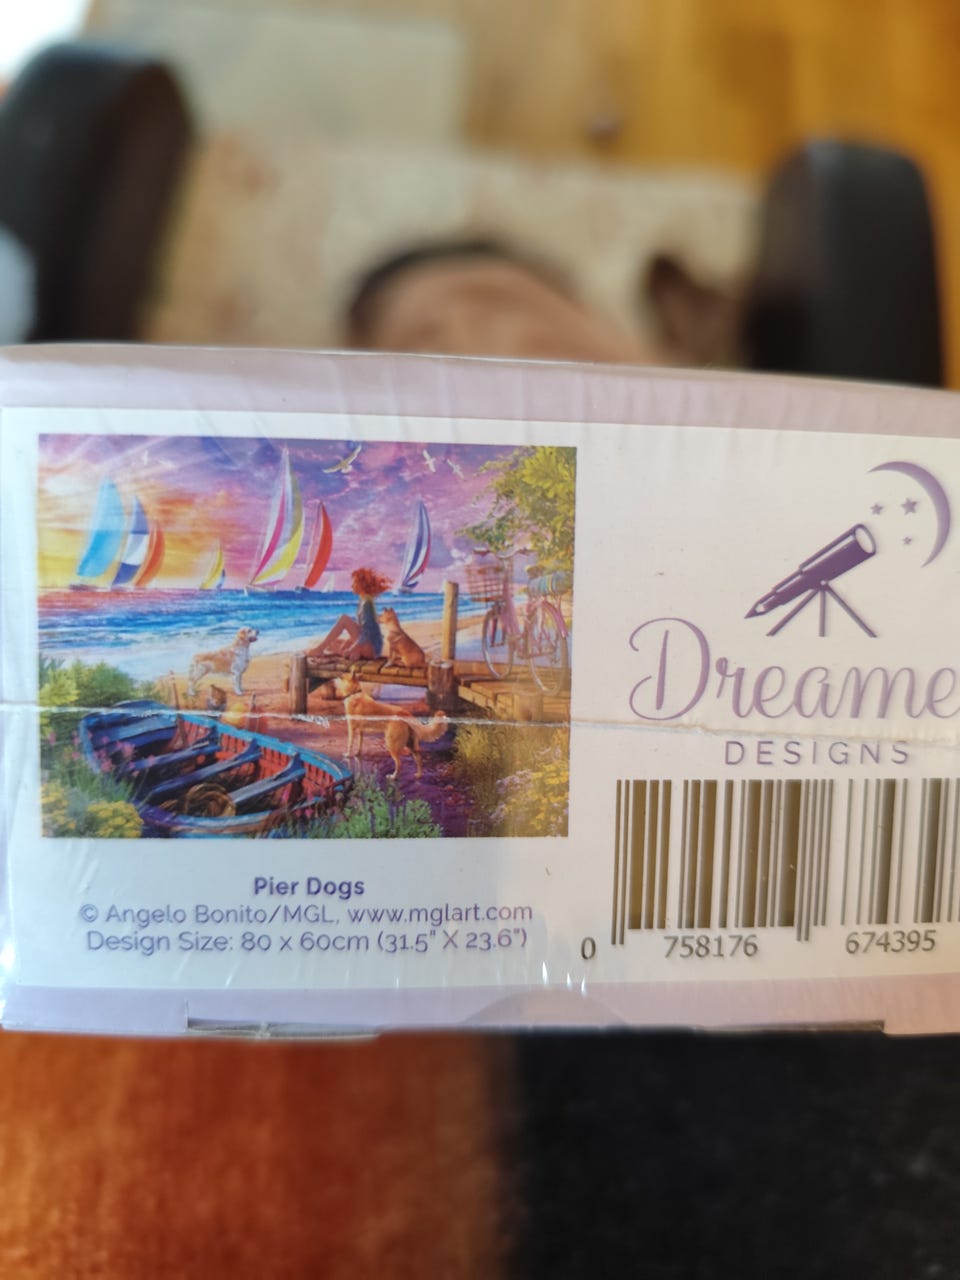 Dreame
DESIGNS
Pier Dogs
© Angelo Bonito/MGL, www.mglart.com
Design Size: 80 x 60cm (31.5" X 23.6")
0 758176 674395